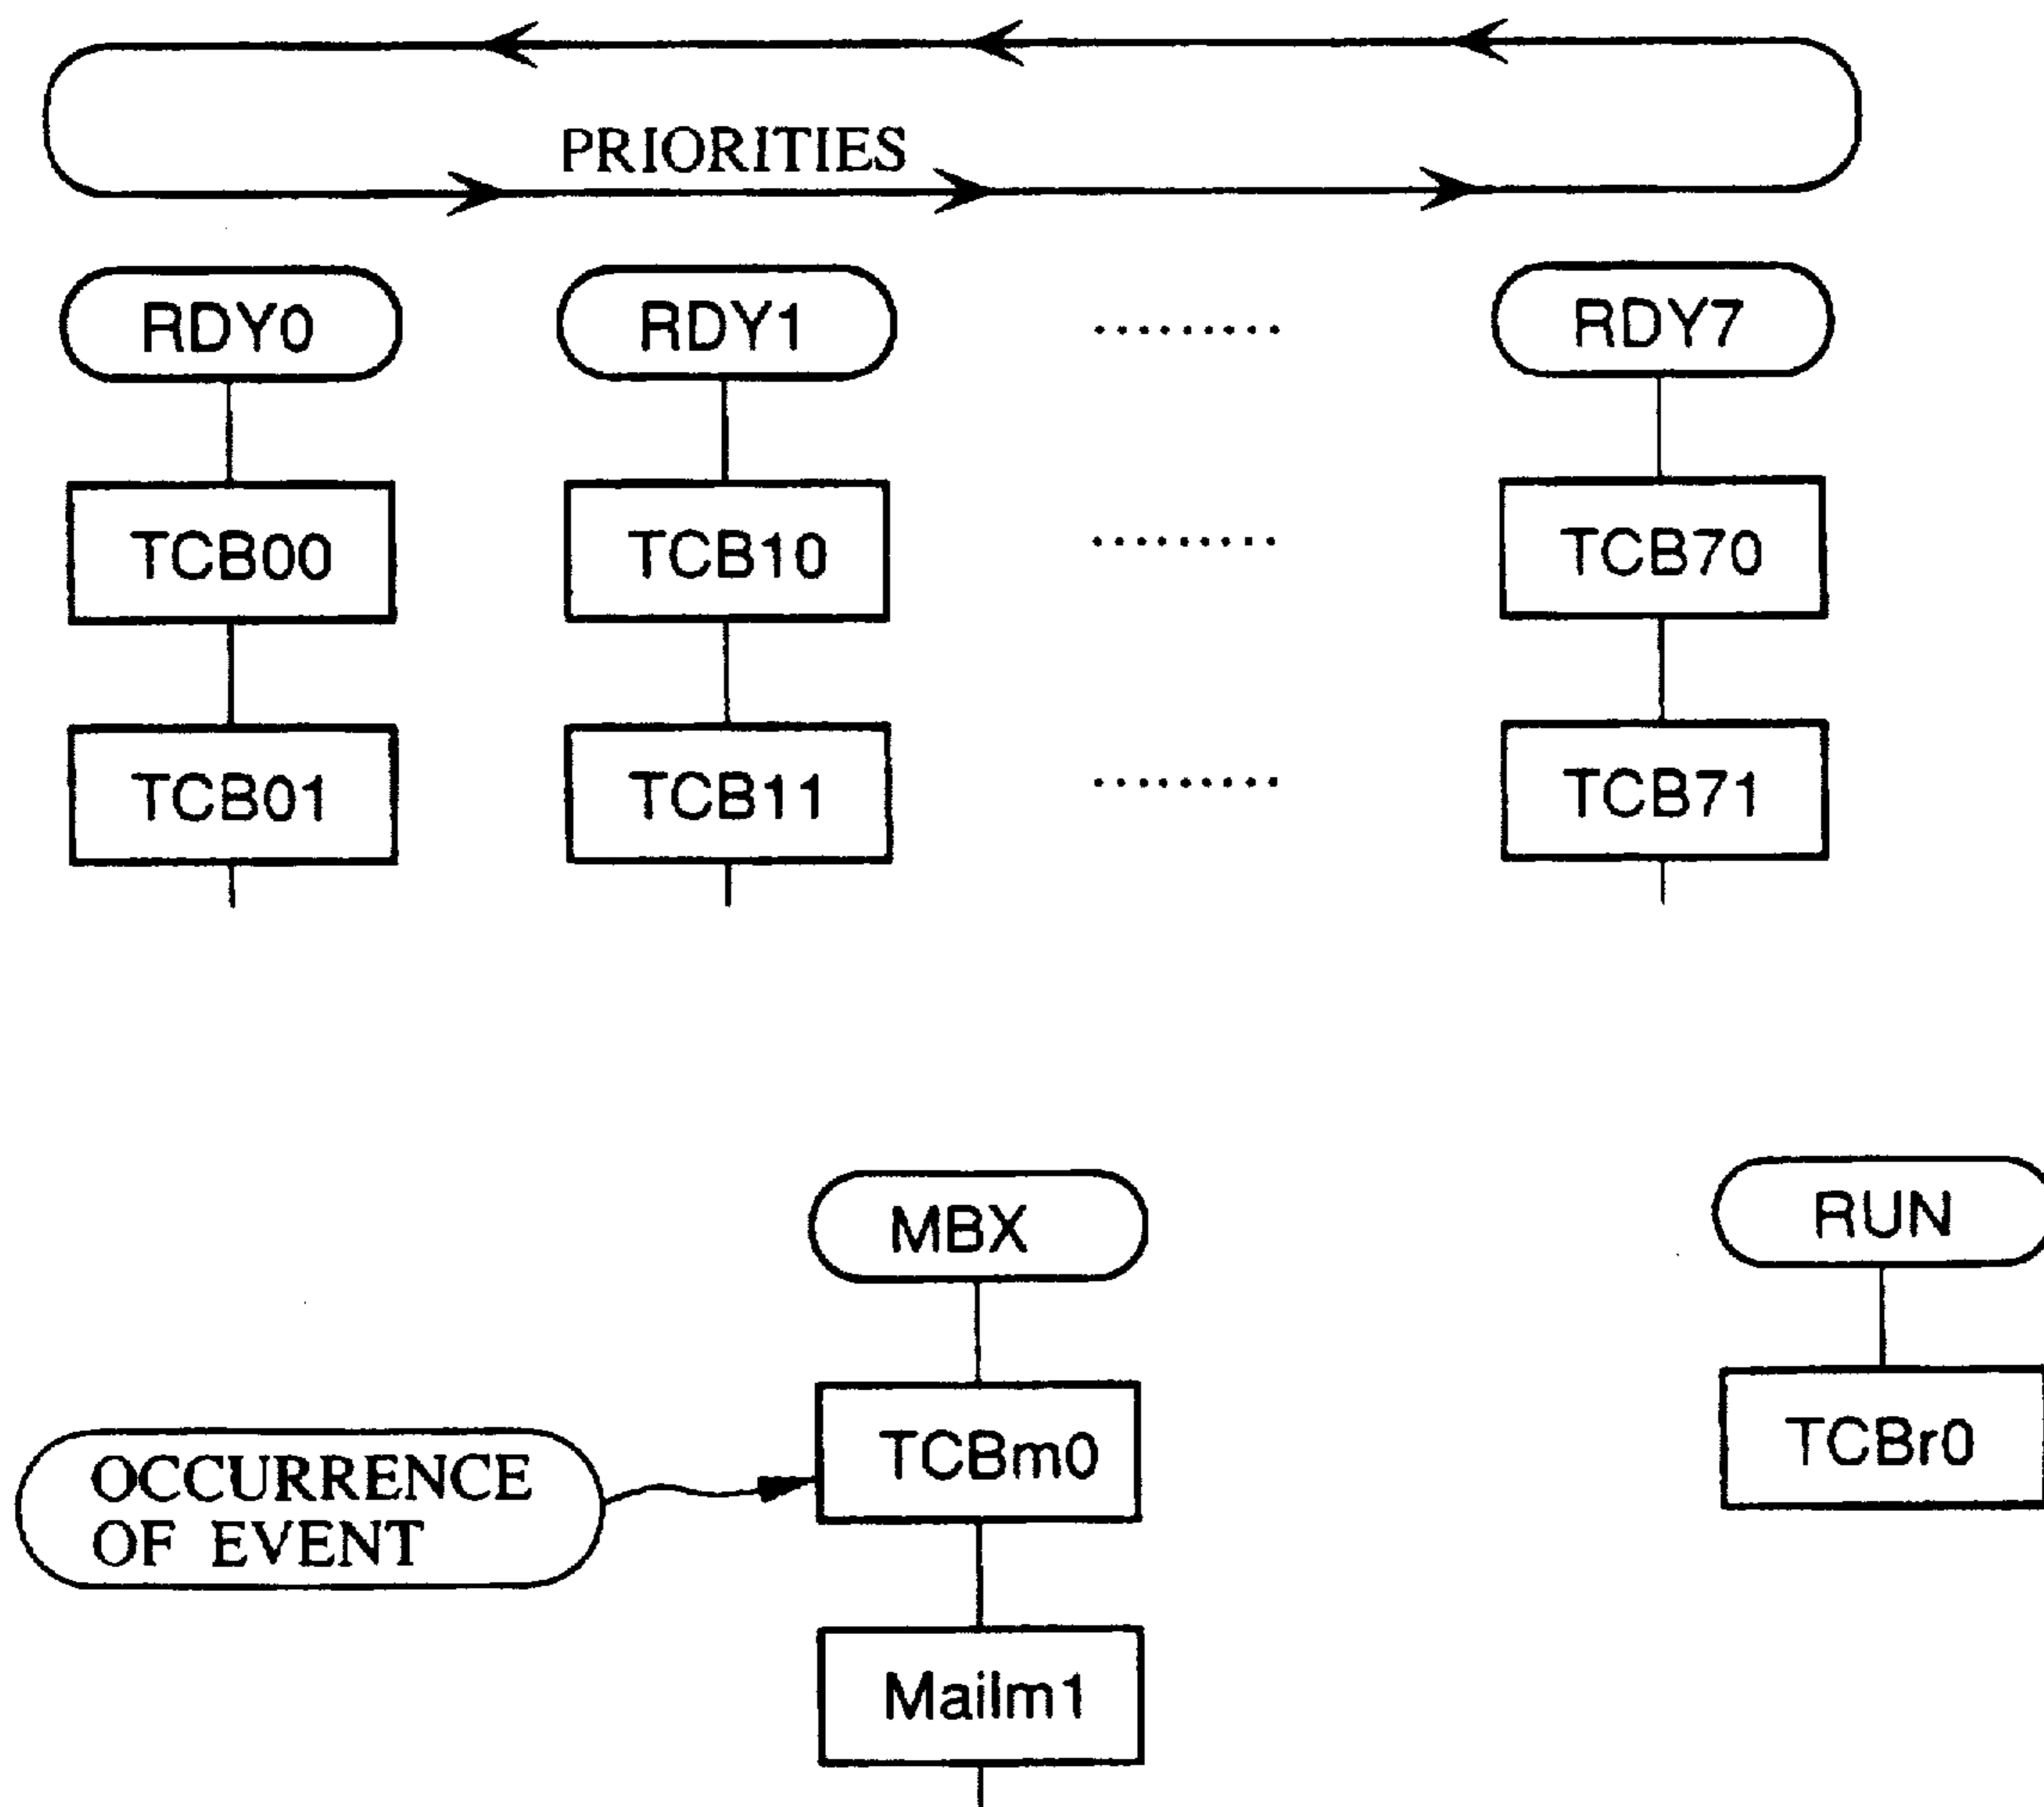 PRIORITIES
RDY0 RDY1 ......... RDY7
TCB00 TCB10 ......... TCB70
TCB01 TCB11 ......... TCB71
MBX RUN
TCBm0 TCBr0
OCCURRENCE
OF EVENT
Mailm1